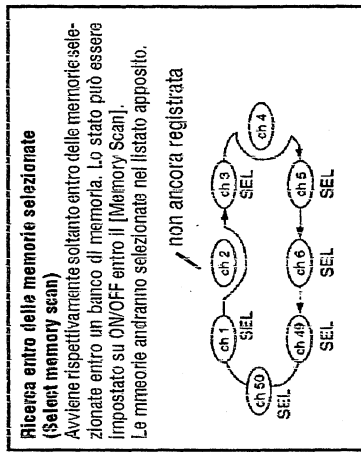 Ricerca entro delle memorie selezionate
(Select memory scan)
Avviene rispettivamente soltanto entro delle memorie sele-
zionate entro un banco di memoria. Lo stato può essere
impostato su ON/OFF entro il [Memory Scan].
Le mmeorie andranno selezionate nel listato apposito.
non ancora registrata
ch 1
SEL
ch 2
ch 3
SEL
ch 4
ch 50
SEL
ch 49
SEL
ch 6
SEL
ch 5
SEL